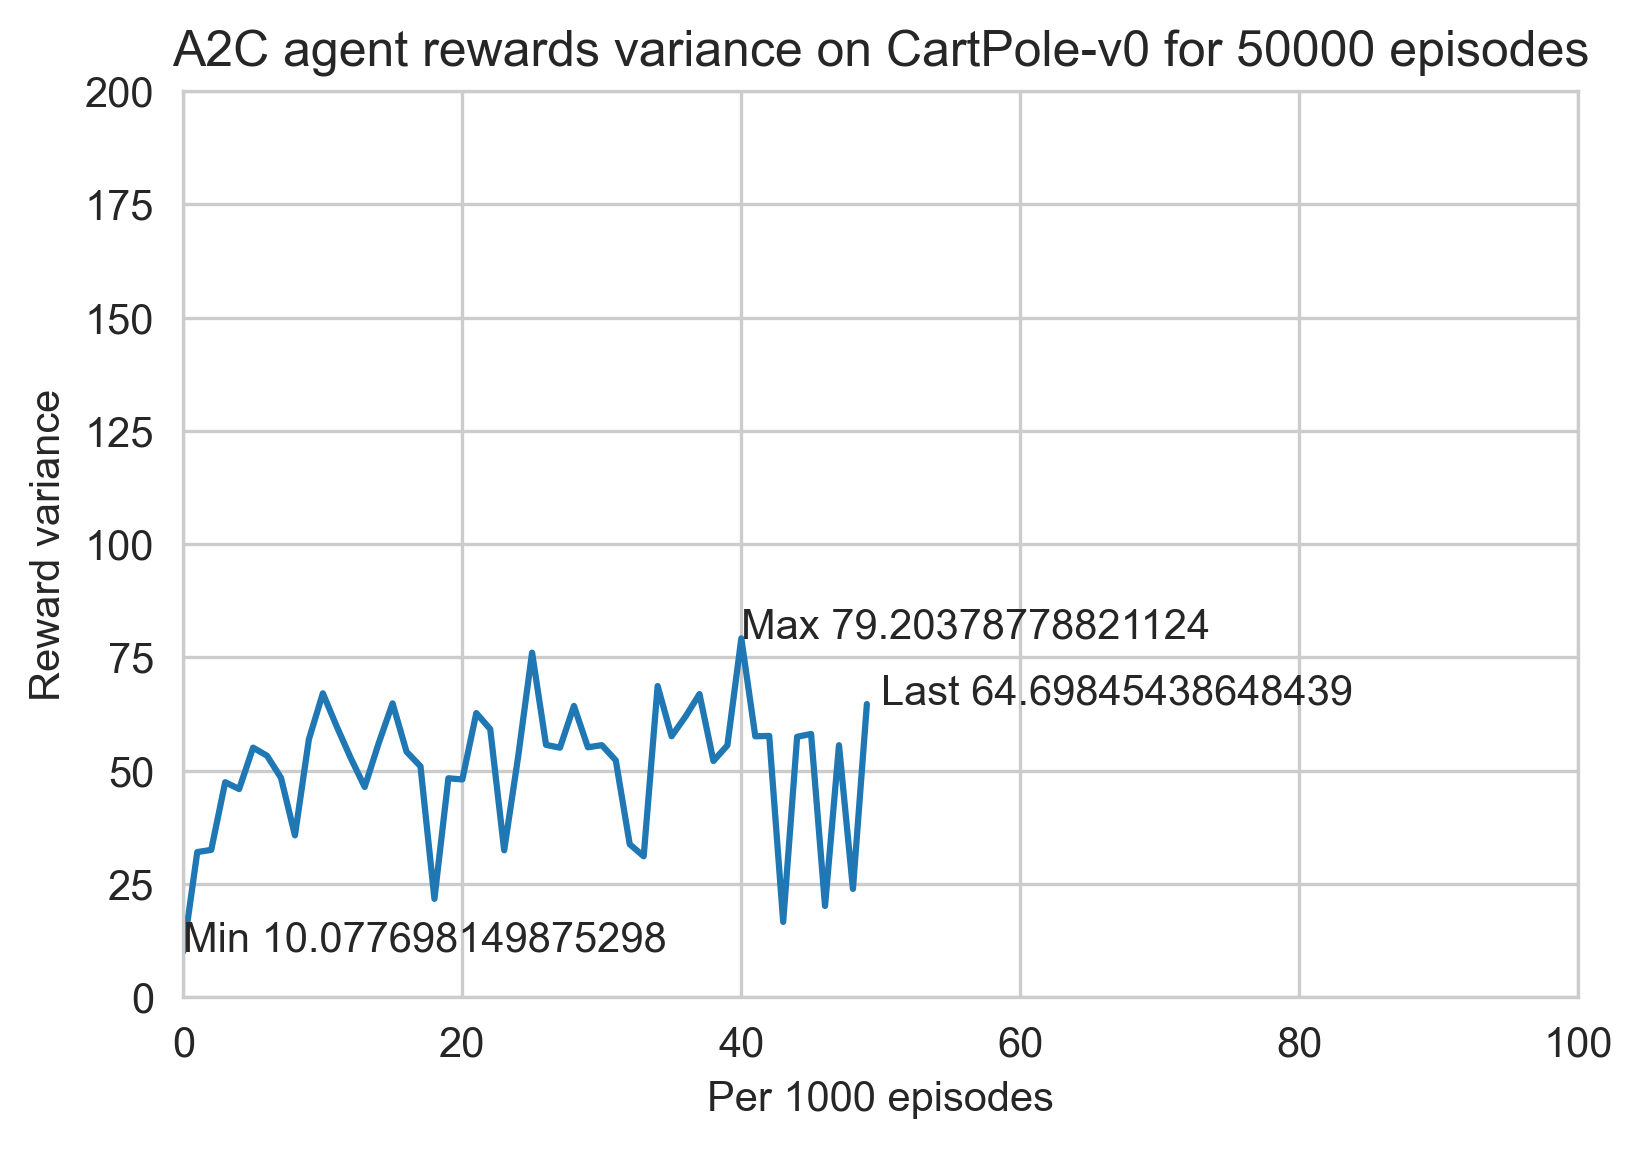 A2C agent rewards variance on CartPole-v0 for 50000 episodes
200
175
150
125
100
75
50
25
0
Reward variance
Max 79.20378778821124
Last 64.69845438648439
Min 10.077698149875298
0 20 40 60 80 100
Per 1000 episodes